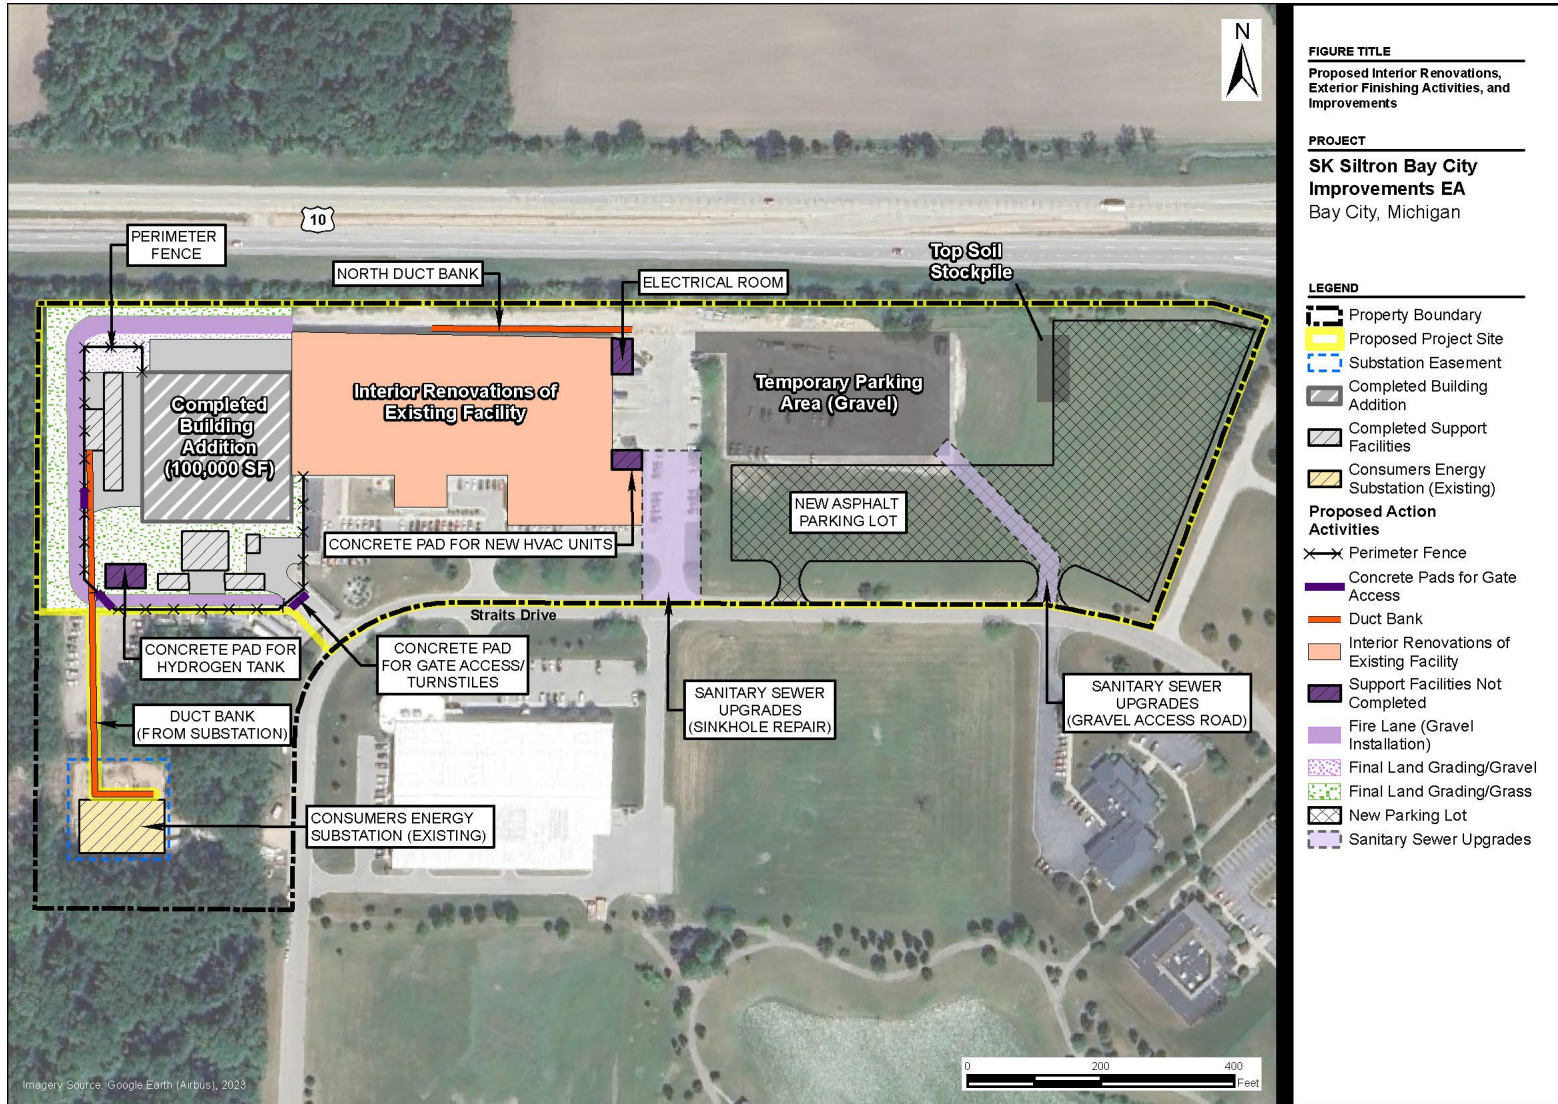 N
10
PERIMETER
FENCE
NORTH DUCT BANK
ELECTRICAL ROOM
Top Soil
Stockpile
Completed
Building
Addition
(100,000 SF)
Interior Renovations of
Existing Facility
Temporary Parking
Area (Gravel)
NEW ASPHALT
PARKING LOT
CONCRETE PAD FOR NEW HVAC UNITS
Straits Drive
CONCRETE PAD FOR
HYDROGEN TANK
CONCRETE PAD
FOR GATE ACCESS/
TURNSTILES
SANITARY SEWER
UPGRADES
(SINKHOLE REPAIR)
SANITARY SEWER
UPGRADES
(GRAVEL ACCESS ROAD)
DUCT BANK
(FROM SUBSTATION)
CONSUMERS ENERGY
SUBSTATION (EXISTING)
Imagery Source: Google Earth (Airbus), 2023
0 200 400
Feet
FIGURE TITLE
Proposed Interior Renovations,
Exterior Finishing Activities, and
Improvements
PROJECT
SK Siltron Bay City
Improvements EA
Bay City, Michigan
LEGEND
Property Boundary
Proposed Project Site
Substation Easement
Completed Building
Addition
Completed Support
Facilities
Consumers Energy
Substation (Existing)
Proposed Action
Activities
Perimeter Fence
Concrete Pads for Gate
Access
Duct Bank
Interior Renovations of
Existing Facility
Support Facilities Not
Completed
Fire Lane (Gravel
Installation)
Final Land Grading/Gravel
Final Land Grading/Grass
New Parking Lot
Sanitary Sewer Upgrades